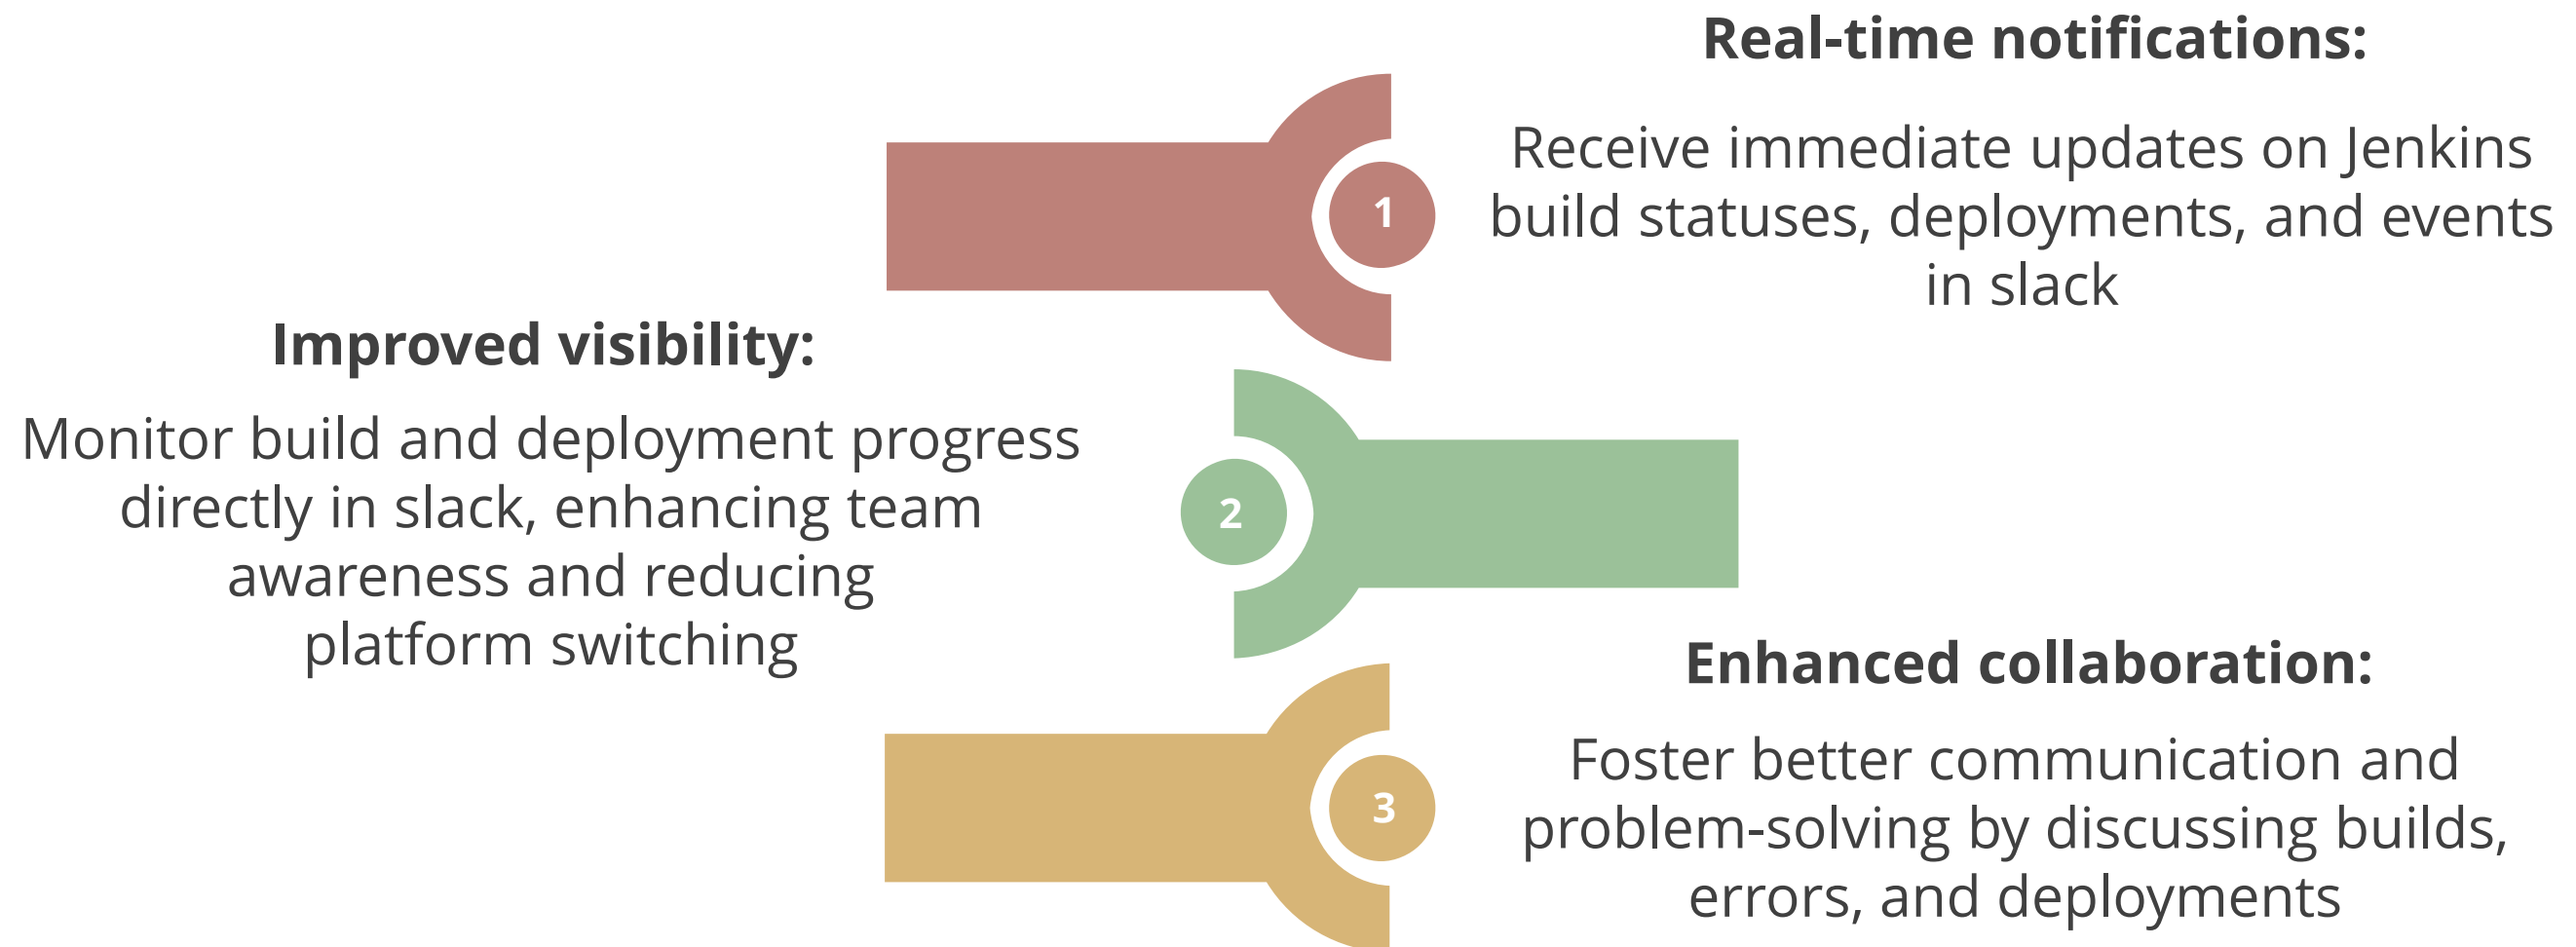 Real-time notifications:
Receive immediate updates on Jenkins
build statuses, deployments, and events
in slack
1
Improved visibility:
Monitor build and deployment progress
directly in slack, enhancing team
awareness and reducing
platform switching
2
Enhanced collaboration:
Foster better communication and
problem-solving by discussing builds,
errors, and deployments
3